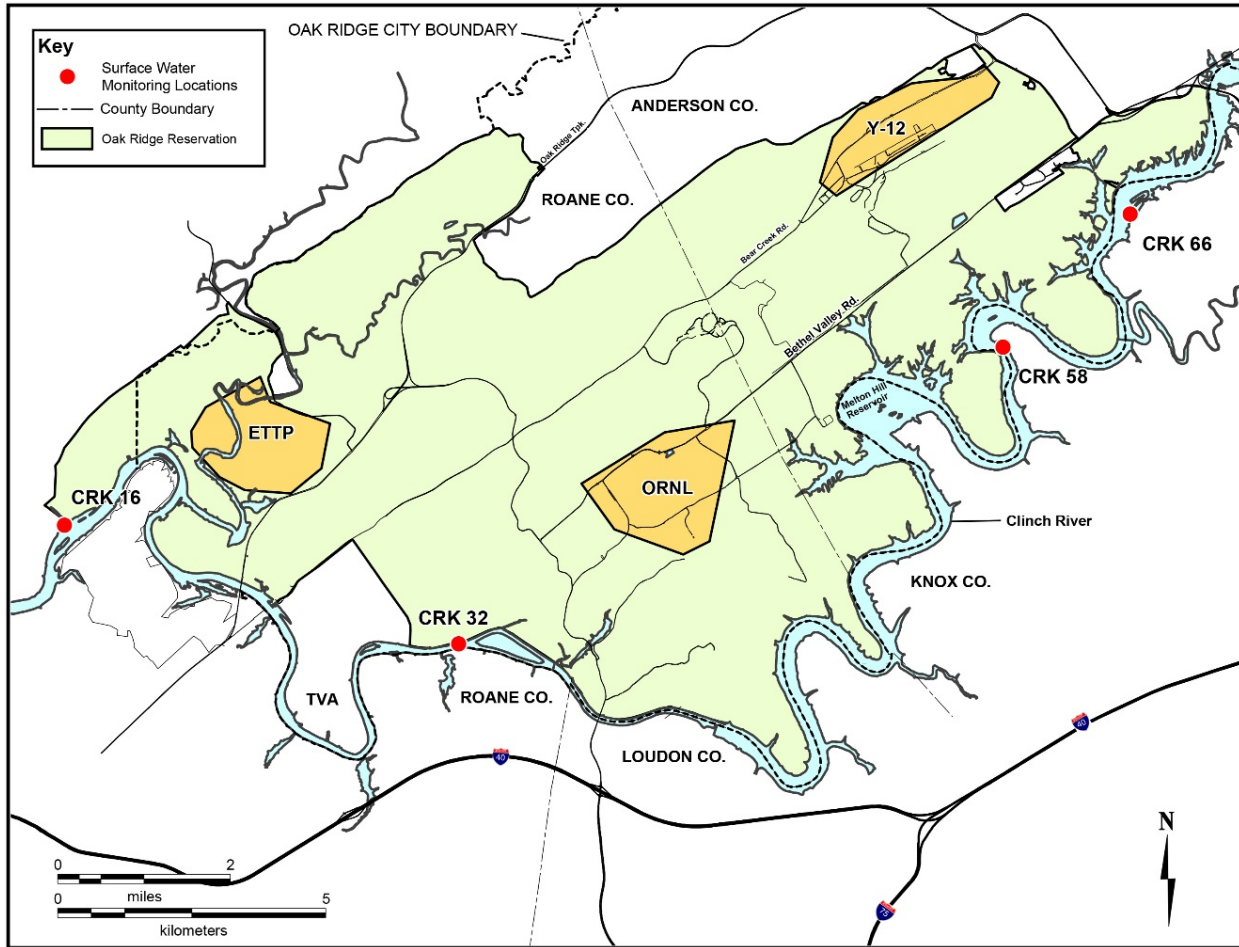 OAK RIDGE CITY BOUNDARY
Key
Surface Water
Monitoring Locations
County Boundary
Oak Ridge Reservation
ANDERSON CO.
Y-12
Oak Ridge Tpk.
ROANE CO.
Bear Creek Rd.
CRK 66
Bethel Valley Rd.
CRK 58
Melton Hill
Reservoir
ETTP
ORNL
CRK 16
Clinch River
KNOX CO.
CRK 32
TVA
ROANE CO.
LOUDON CO.
40
40
75
N
0 2
miles
0 5
kilometers